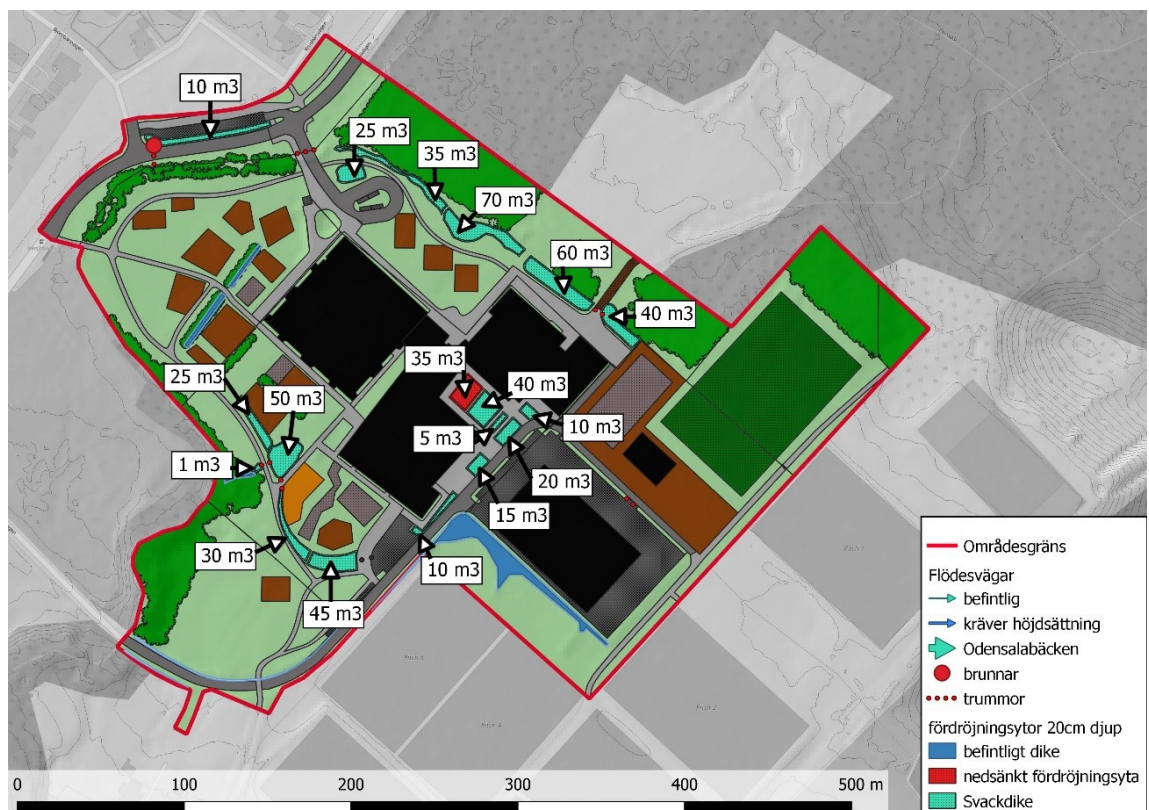 10 m3
25 m3
35 m3
70 m3
60 m3
40 m3
35 m3
40 m3
25 m3
50 m3
10 m3
5 m3
1 m3
20 m3
15 m3
30 m3
10 m3
45 m3
Områdesgräns
Flödesvägar
befintlig
kräver höjdsättning
Odensalabäcken
brunnar
trummor
fördröjningsytor 20cm djup
befintligt dike
nedsänkt fördröjningsyta
Svackdike
0 100 200 300 400 500 m